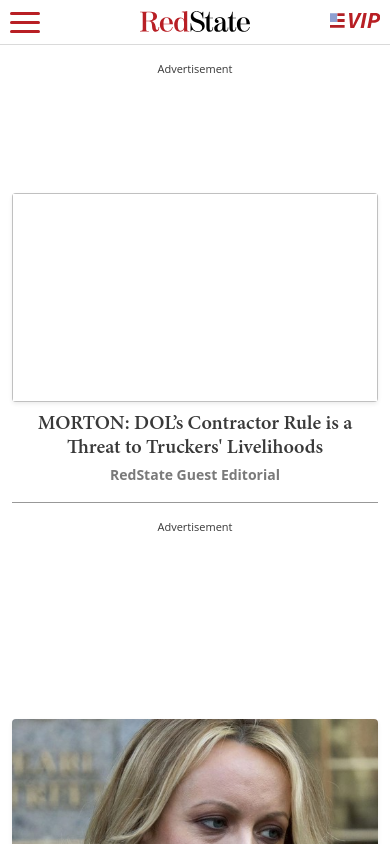 RedState
VIP
Advertisement
MORTON: DOL’s Contractor Rule is a
Threat to Truckers' Livelihoods
RedState Guest Editorial
Advertisement